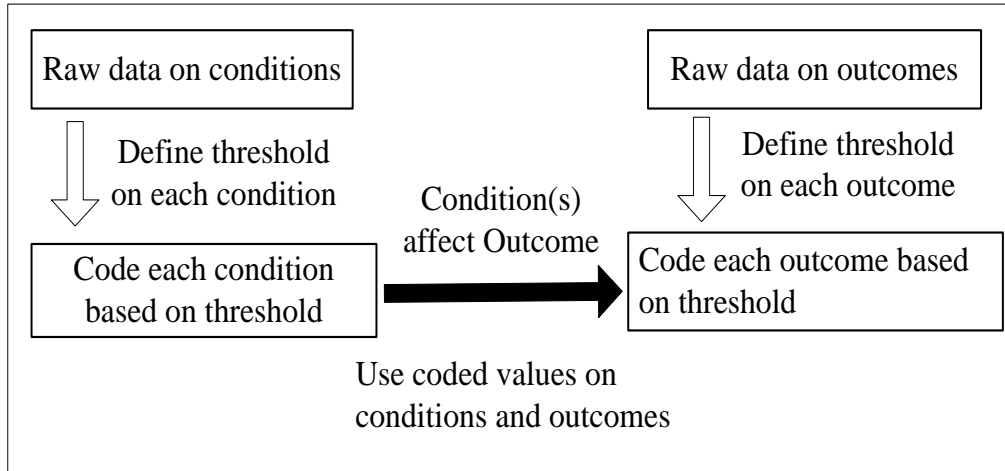 Raw data on conditions
Raw data on outcomes
Define threshold
on each condition
Define threshold
on each outcome
Condition(s)
affect Outcome
Code each condition
based on threshold
Code each outcome based
on threshold
Use coded values on
conditions and outcomes